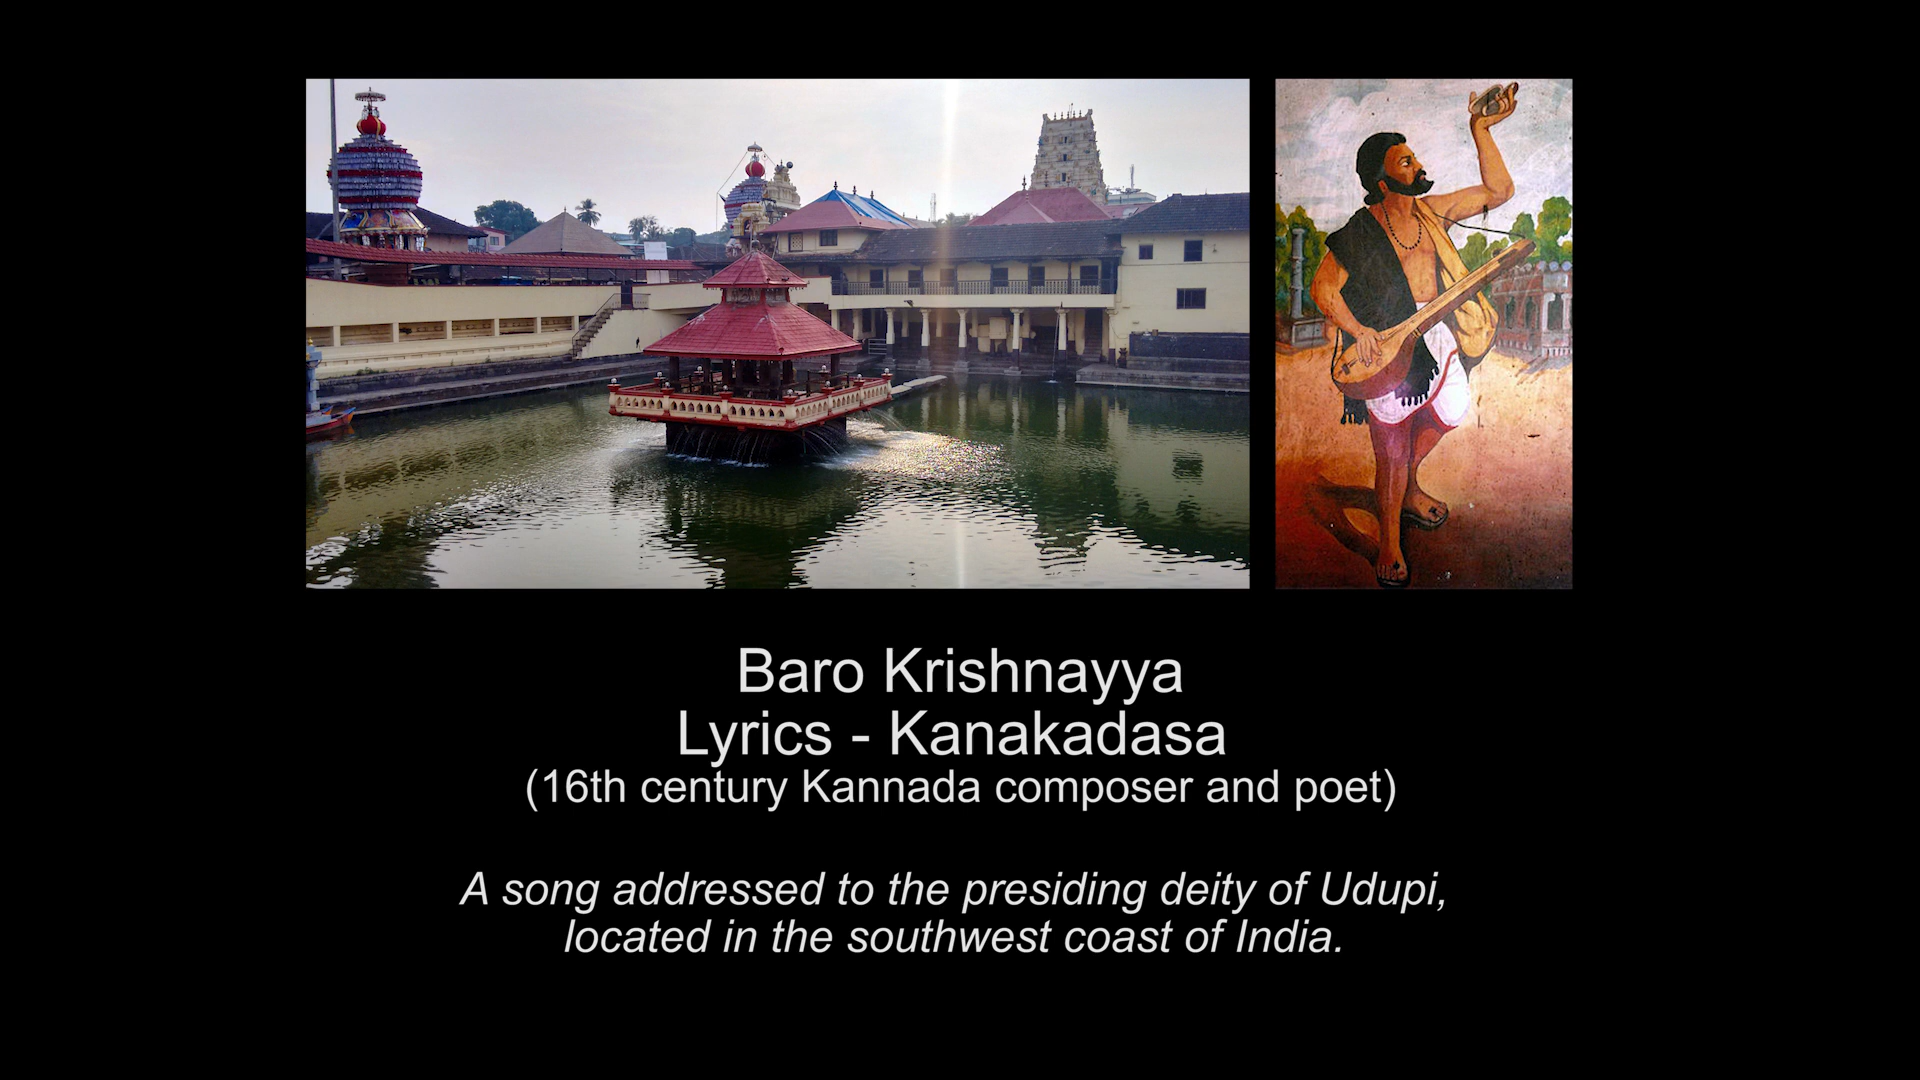 Baro Krishnayya
Lyrics - Kanakadasa
(16th century Kannada composer and poet)
A song addressed to the presiding deity of Udupi,
located in the southwest coast of India.